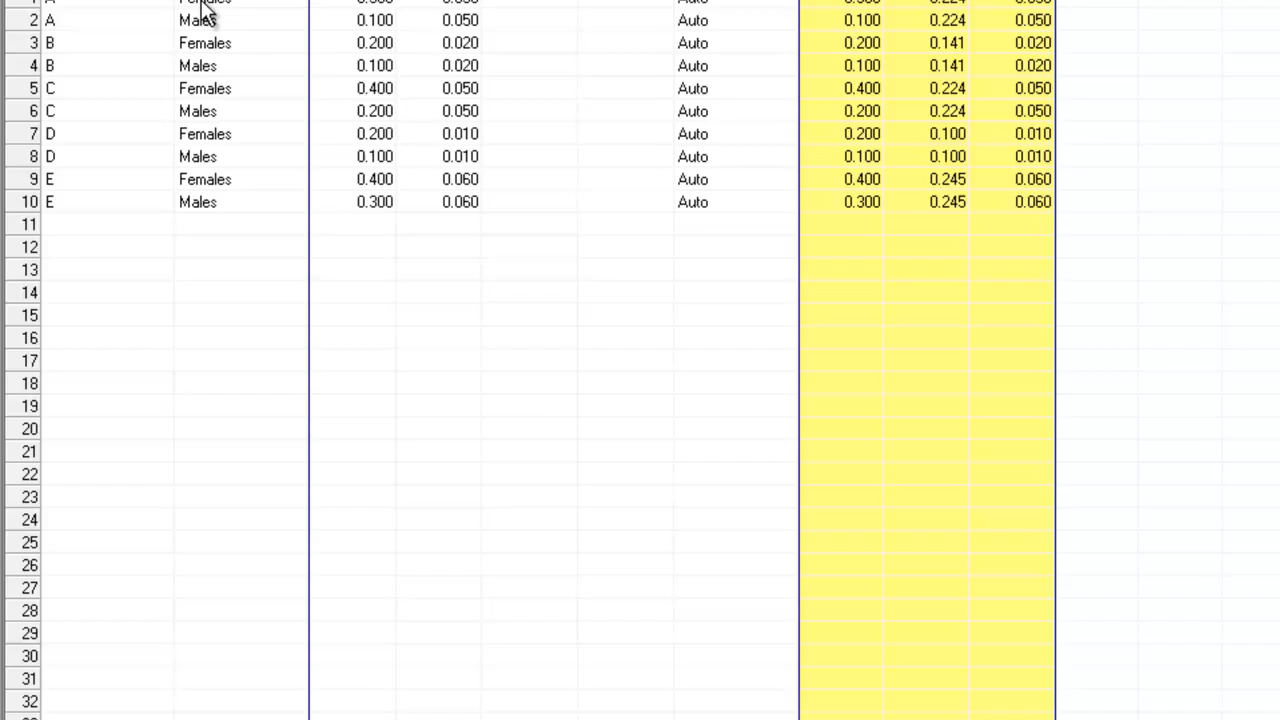 2 A Males 0.100 0.050 Auto 0.100 0.224 0.050
3 B Females 0.200 0.020 Auto 0.200 0.141 0.020
4 B Males 0.100 0.020 Auto 0.100 0.141 0.020
5 C Females 0.400 0.050 Auto 0.400 0.224 0.050
6 C Males 0.200 0.050 Auto 0.200 0.224 0.050
7 D Females 0.200 0.010 Auto 0.200 0.100 0.010
8 D Males 0.100 0.010 Auto 0.100 0.100 0.010
9 E Females 0.400 0.060 Auto 0.400 0.245 0.060
10 E Males 0.300 0.060 Auto 0.300 0.245 0.060
11
12
13
14
15
16
17
18
19
20
21
22
23
24
25
26
27
28
29
30
31
32